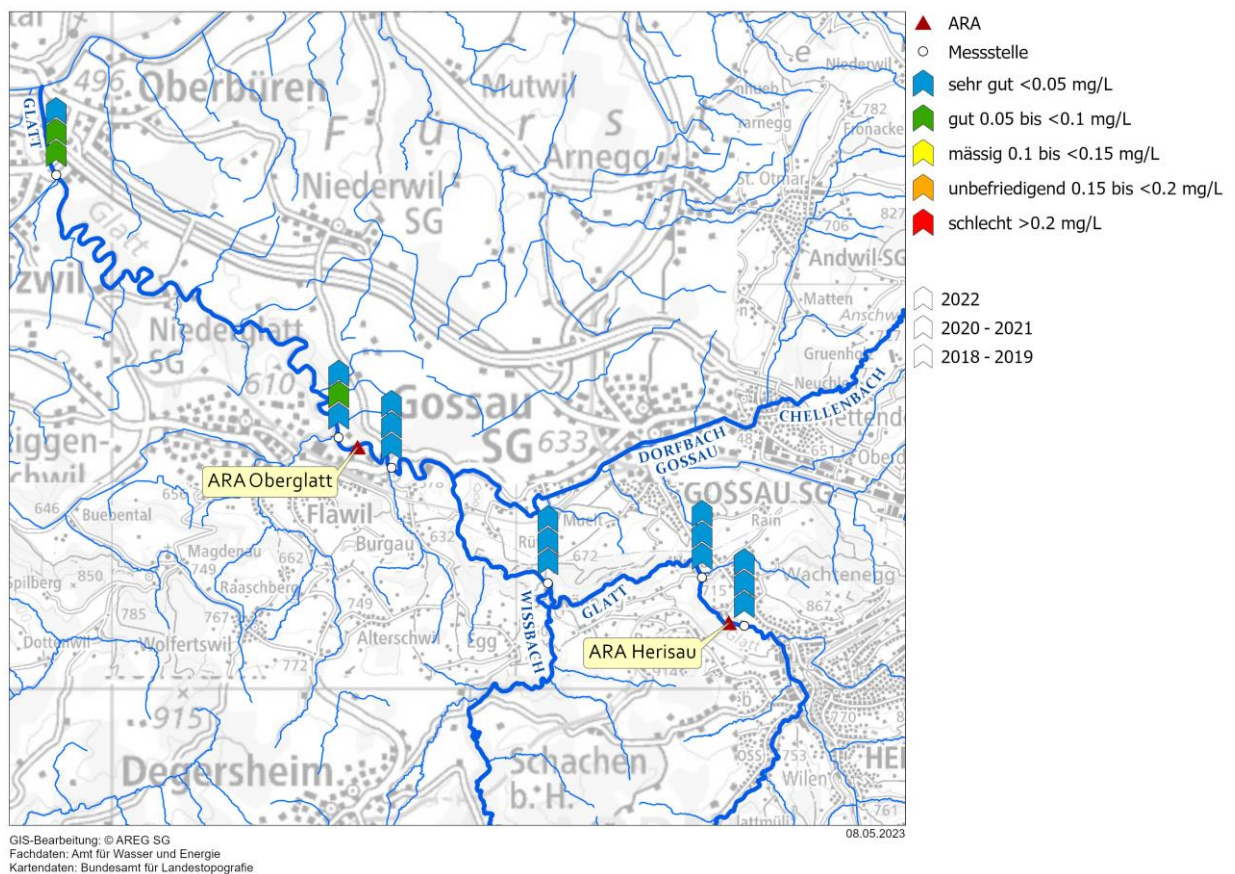 ARA
Messstelle
sehr gut <0.05 mg/L
gut 0.05 bis <0.1 mg/L
mässig 0.1 bis <0.15 mg/L
unbefriedigend 0.15 bis <0.2 mg/L
schlecht >0.2 mg/L
2022
2020 - 2021
2018 - 2019
496
Oberbüren
Mutwil
Niederwil
GLATT
F u r s
Arnegg
St. Otmar
782
827
706
Niederwil
SG
Glatt
Andwil-SG
Matten
Anschw
Niederglatt
SG
Gruenholz
610
Gossau
SG
633
CHELLENBACH
DORFBACH
GOSSAU
ARA Oberglatt
GOSSAU SG
646
Buebental
Flawil
632
Mueli
Rain
Magdenau
749
662
Burgau
672
Wachtenegg
867
Spilberg
850
Raaschberg
785
767
749
GLATT
WISSBACH
Dottenwil
Wolfertswil
Alterschwil
Egg
ARA Herisau
772
915
770
Degersheim
Schachen
b. H.
753
Wilen
761
08.05.2023
GIS-Bearbeitung: © AREG SG
Fachdaten: Amt für Wasser und Energie
Kartendaten: Bundesamt für Landestopografie